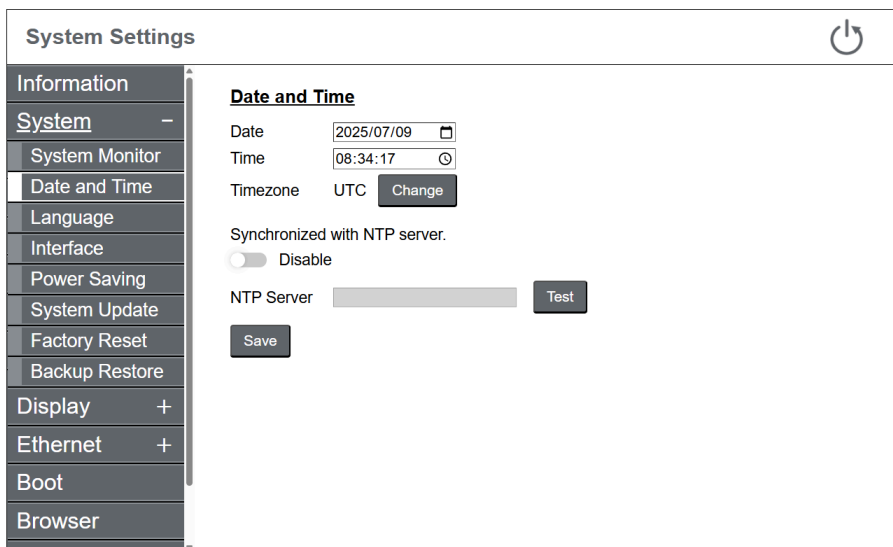 System Settings
Information
System −
System Monitor
Date and Time
Language
Interface
Power Saving
System Update
Factory Reset
Backup Restore
Display +
Ethernet +
Boot
Browser
Date and Time
Date 2025/07/09
Time 08:34:17
Timezone UTC Change
Synchronized with NTP server.
Disable
NTP Server Test
Save